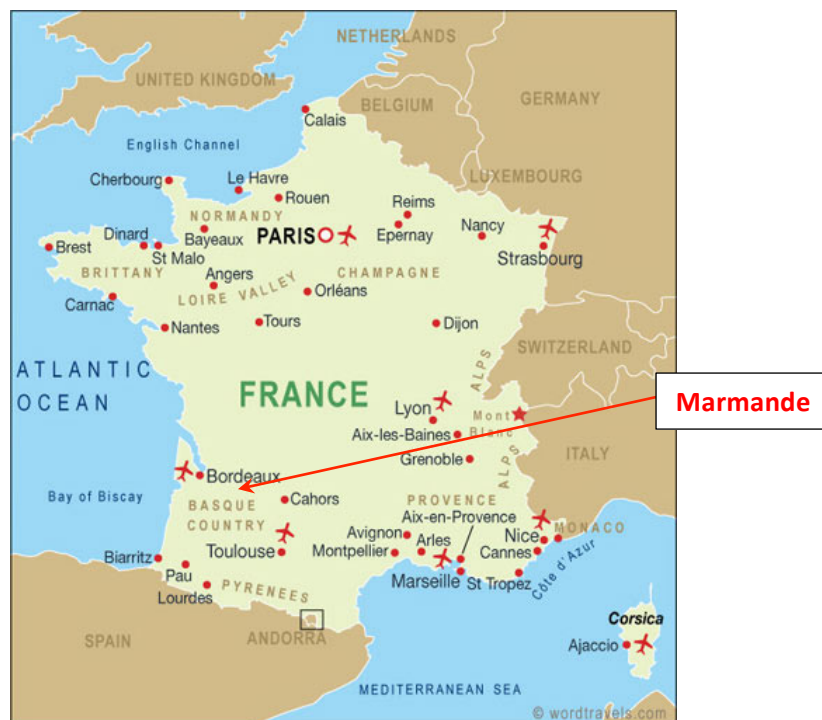 NETHERLANDS
UNITED KINGDOM
BELGIUM
GERMANY
Calais
English Channel
LUXEMBOURG
Cherbourg
Le Havre
Rouen
Reims
NORMANDY
Nancy
Dinard
Bayeaux
PARIS
Epernay
Brest
St Malo
Strasbourg
BRITTANY
Angers
CHAMPAGNE
LOIRE VALLEY
Orléans
Carnac
Nantes
Tours
Dijon
SWITZERLAND
ATLANTIC
OCEAN
ALPS
FRANCE
Marmande
Lyon
Mont
Blanc
Aix-les-Baines
ITALY
Grenoble
ALPS
Bordeaux
Bay of Biscay
BASQUE
COUNTRY
Cahors
PROVENCE
Aix-en-Provence
Avignon
Arles
Nice
MONACO
Biarritz
Toulouse
Montpellier
Cannes
Côte d'Azur
Pau
Marseille
St Tropez
Lourdes
PYRENEES
Corsica
SPAIN
ANDORRA
Ajaccio
MEDITERRANEAN SEA
© wordtravels.com